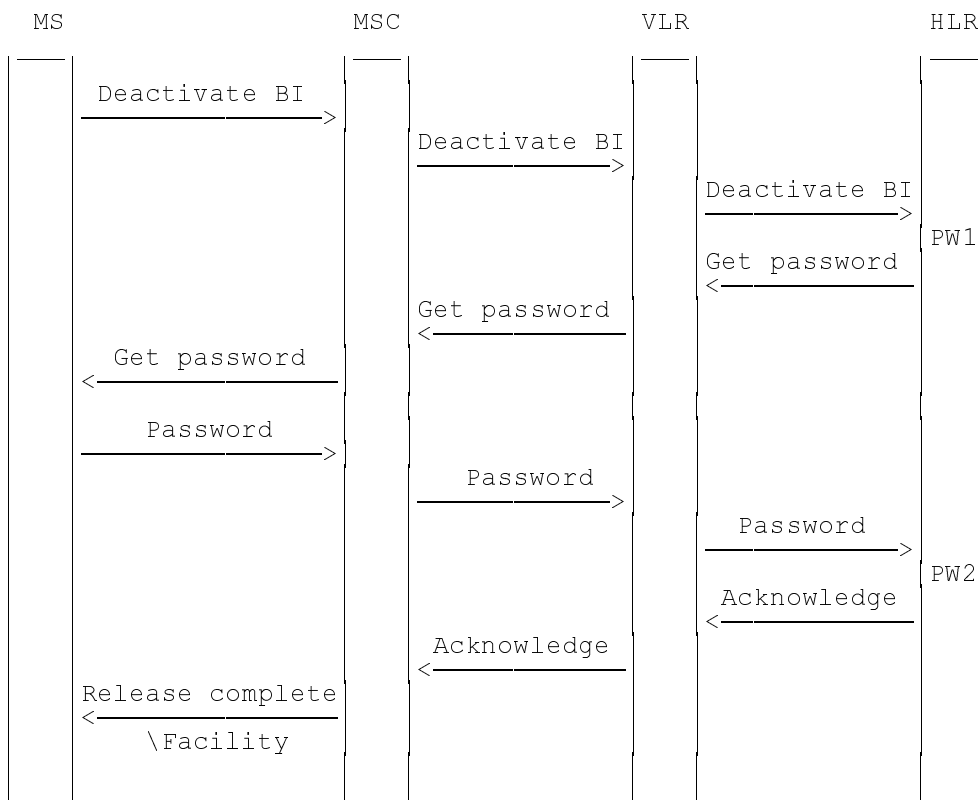 MS MSC VLR HLR
Deactivate BI
Deactivate BI
Deactivate BI
PW1
Get password
Get password
Get password
Password
Password
Password
PW2
Acknowledge
Acknowledge
Release complete
\Facility